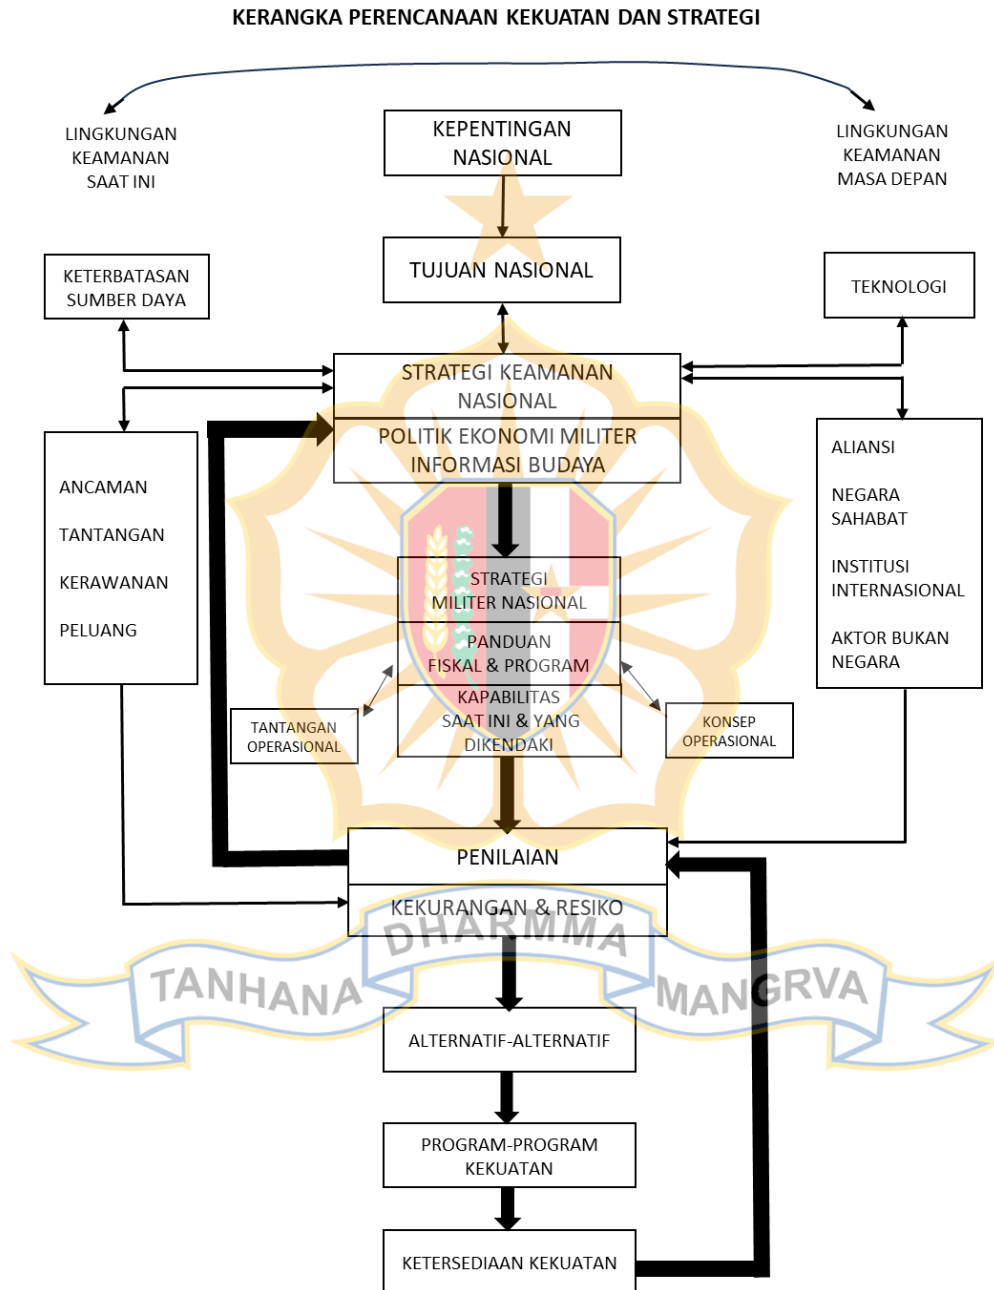 KERANGKA PERENCANAAN KEKUATAN DAN STRATEGI
LINGKUNGAN
KEAMANAN
SAAT INI
KEPENTINGAN
NASIONAL
LINGKUNGAN
KEAMANAN
MASA DEPAN
TUJUAN NASIONAL
KETERBATASAN
SUMBER DAYA
TEKNOLOGI
STRATEGI KEAMANAN
NASIONAL
POLITIK EKONOMI MILITER
INFORMASI BUDAYA
ANCAMAN
TANTANGAN
KERAWANAN
PELUANG
ALIANSI
NEGARA
SAHABAT
INSTITUSI
INTERNASIONAL
AKTOR BUKAN
NEGARA
STRATEGI
MILITER NASIONAL
PANDUAN
FISKAL & PROGRAM
KAPABILITAS
SAAT INI & YANG
DIKENDAKI
TANTANGAN
OPERASIONAL
KONSEP
OPERASIONAL
PENILAIAN
KEKURANGAN & RESIKO
TANHANA DHARMMA MANGRVA
ALTERNATIF-ALTERNATIF
PROGRAM-PROGRAM
KEKUATAN
KETERSEDIAAN KEKUATAN